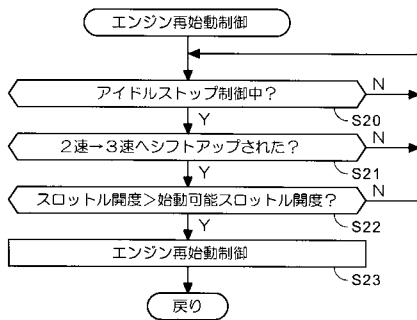 エンジン再始動制御
アイドルストップ制御中？
N
S20
Y
2速→3速へシフトアップされた？
N
S21
Y
スロットル開度＞始動可能スロットル開度？
N
S22
Y
エンジン再始動制御
S23
戻り